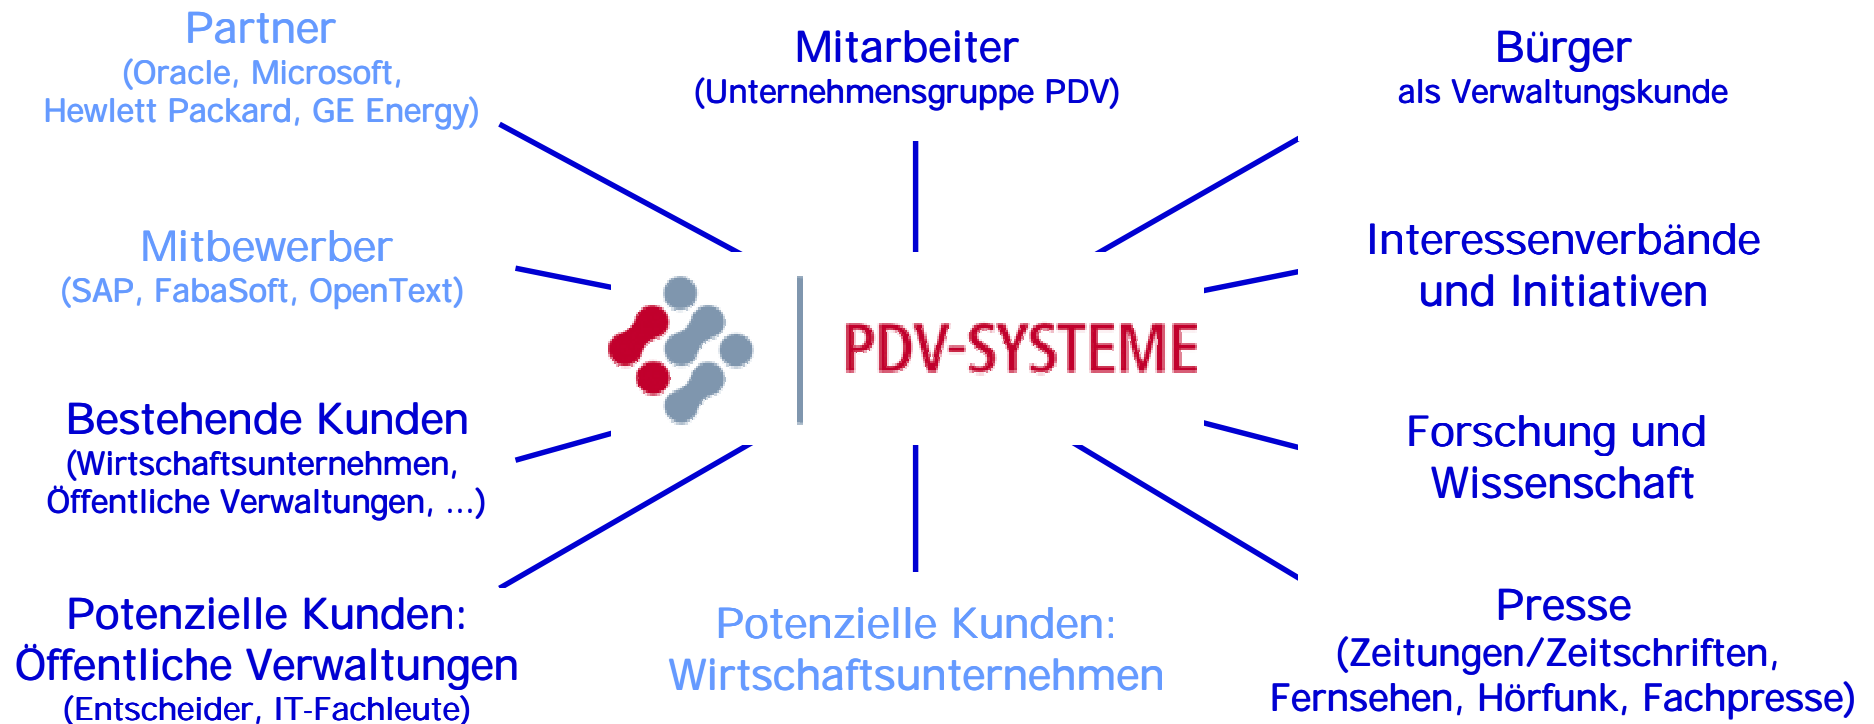 Partner
(Oracle, Microsoft,
Hewlett Packard, GE Energy)
Mitarbeiter
(Unternehmensgruppe PDV)
Bürger
als Verwaltungskunde
Mitbewerber
(SAP, FabaSoft, OpenText)
Interessenverbände
und Initiativen
PDV-SYSTEME
Bestehende Kunden
(Wirtschaftsunternehmen,
Öffentliche Verwaltungen, ...)
Forschung und
Wissenschaft
Potenzielle Kunden:
Öffentliche Verwaltungen
(Entscheider, IT-Fachleute)
Potenzielle Kunden:
Wirtschaftsunternehmen
Presse
(Zeitungen/Zeitschriften,
Fernsehen, Hörfunk, Fachpresse)